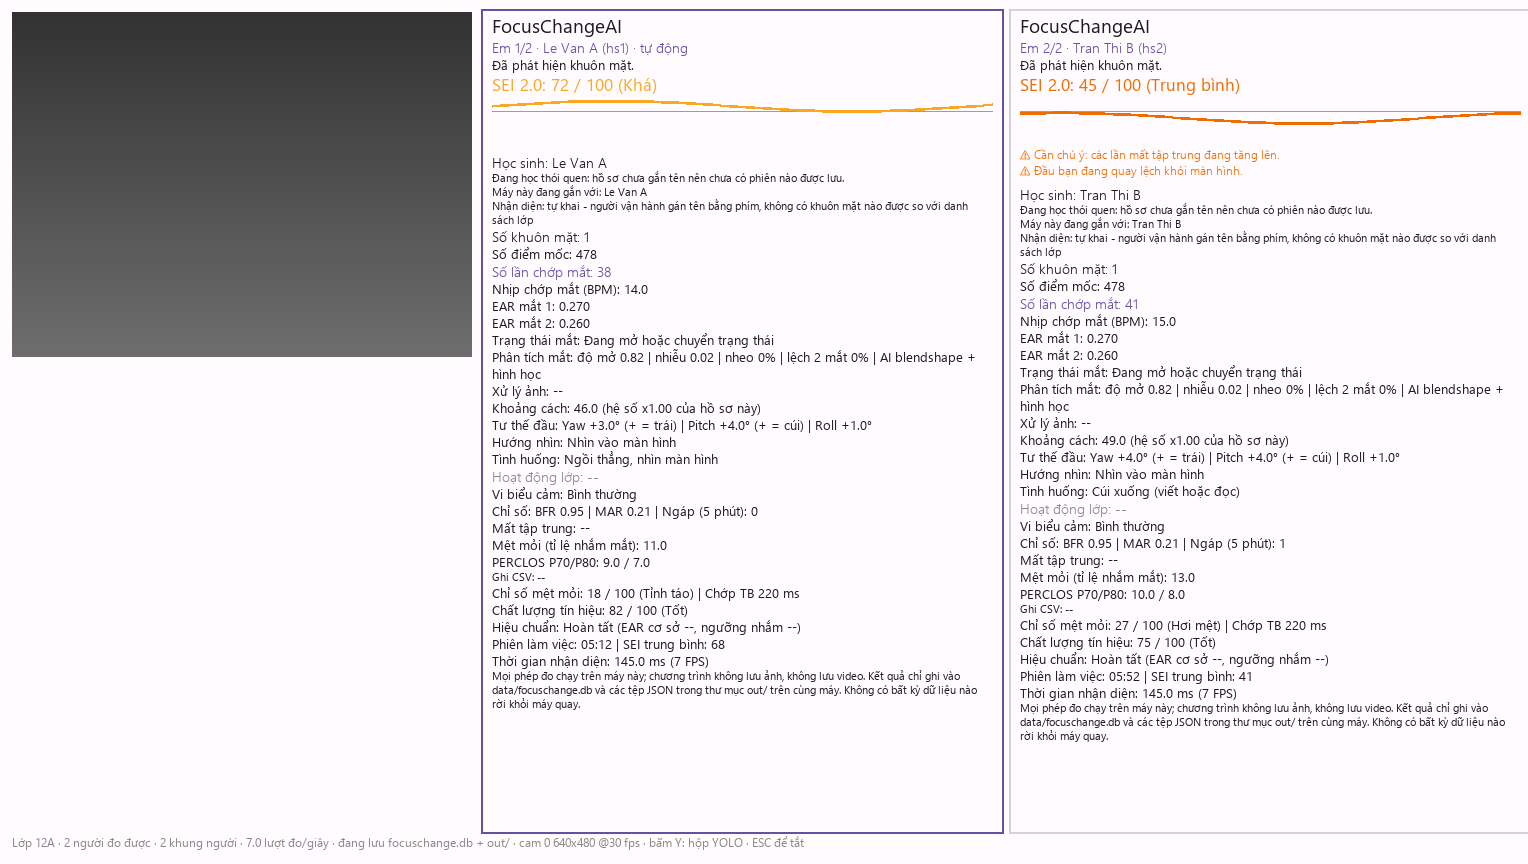 FocusChangeAI
Em 1/2 · Le Van A (hs1) · tự động
Đã phát hiện khuôn mặt.
SEI 2.0: 72 / 100 (Khá)
Học sinh: Le Van A
Đang học thói quen: hồ sơ chưa gắn tên nên chưa có phiên nào được lưu.
Máy này đang gắn với: Le Van A
Nhận diện: tự khai - người vận hành gán tên bằng phím, không có khuôn mặt nào được so với danh
sách lớp
Số khuôn mặt: 1
Số điểm mốc: 478
Số lần chớp mắt: 38
Nhịp chớp mắt (BPM): 14.0
EAR mắt 1: 0.270
EAR mắt 2: 0.260
Trạng thái mắt: Đang mở hoặc chuyển trạng thái
Phân tích mắt: độ mở 0.82 | nhiễu 0.02 | nheo 0% | lệch 2 mắt 0% | AI blendshape +
hình học
Xử lý ảnh: --
Khoảng cách: 46.0 (hệ số x1.00 của hồ sơ này)
Tư thế đầu: Yaw +3.0° (+ = trái) | Pitch +4.0° (+ = cúi) | Roll +1.0°
Hướng nhìn: Nhìn vào màn hình
Tình huống: Ngồi thẳng, nhìn màn hình
Hoạt động lớp: --
Vi biểu cảm: Bình thường
Chỉ số: BFR 0.95 | MAR 0.21 | Ngáp (5 phút): 0
Mất tập trung: --
Mệt mỏi (tỉ lệ nhắm mắt): 11.0
PERCLOS P70/P80: 9.0 / 7.0
Ghi CSV: --
Chỉ số mệt mỏi: 18 / 100 (Tỉnh táo) | Chớp TB 220 ms
Chất lượng tín hiệu: 82 / 100 (Tốt)
Hiệu chuẩn: Hoàn tất (EAR cơ sở --, ngưỡng nhắm --)
Phiên làm việc: 05:12 | SEI trung bình: 68
Thời gian nhận diện: 145.0 ms (7 FPS)
Mọi phép đo chạy trên máy này; chương trình không lưu ảnh, không lưu video. Kết quả chỉ ghi vào
data/focuschange.db và các tệp JSON trong thư mục out/ trên cùng máy. Không có bất kỳ dữ liệu nào
rời khỏi máy quay.
FocusChangeAI
Em 2/2 · Tran Thi B (hs2)
Đã phát hiện khuôn mặt.
SEI 2.0: 45 / 100 (Trung bình)
⚠ Cần chú ý: các lần mất tập trung đang tăng lên.
⚠ Đầu bạn đang quay lệch khỏi màn hình.
Học sinh: Tran Thi B
Đang học thói quen: hồ sơ chưa gắn tên nên chưa có phiên nào được lưu.
Máy này đang gắn với: Tran Thi B
Nhận diện: tự khai - người vận hành gán tên bằng phím, không có khuôn mặt nào được so với danh
sách lớp
Số khuôn mặt: 1
Số điểm mốc: 478
Số lần chớp mắt: 41
Nhịp chớp mắt (BPM): 15.0
EAR mắt 1: 0.270
EAR mắt 2: 0.260
Trạng thái mắt: Đang mở hoặc chuyển trạng thái
Phân tích mắt: độ mở 0.82 | nhiễu 0.02 | nheo 0% | lệch 2 mắt 0% | AI blendshape +
hình học
Xử lý ảnh: --
Khoảng cách: 49.0 (hệ số x1.00 của hồ sơ này)
Tư thế đầu: Yaw +4.0° (+ = trái) | Pitch +4.0° (+ = cúi) | Roll +1.0°
Hướng nhìn: Nhìn vào màn hình
Tình huống: Cúi xuống (viết hoặc đọc)
Hoạt động lớp: --
Vi biểu cảm: Bình thường
Chỉ số: BFR 0.95 | MAR 0.21 | Ngáp (5 phút): 1
Mất tập trung: --
Mệt mỏi (tỉ lệ nhắm mắt): 13.0
PERCLOS P70/P80: 10.0 / 8.0
Ghi CSV: --
Chỉ số mệt mỏi: 27 / 100 (Hơi mệt) | Chớp TB 220 ms
Chất lượng tín hiệu: 75 / 100 (Tốt)
Hiệu chuẩn: Hoàn tất (EAR cơ sở --, ngưỡng nhắm --)
Phiên làm việc: 05:52 | SEI trung bình: 41
Thời gian nhận diện: 145.0 ms (7 FPS)
Mọi phép đo chạy trên máy này; chương trình không lưu ảnh, không lưu video. Kết quả chỉ ghi vào
data/focuschange.db và các tệp JSON trong thư mục out/ trên cùng máy. Không có bất kỳ dữ liệu nào
rời khỏi máy quay.
Lớp 12A · 2 người đo được · 2 khung người · 7.0 lượt đo/giây · đang lưu focuschange.db + out/ · cam 0 640x480 @30 fps · bấm Y: hộp YOLO · ESC để tắt